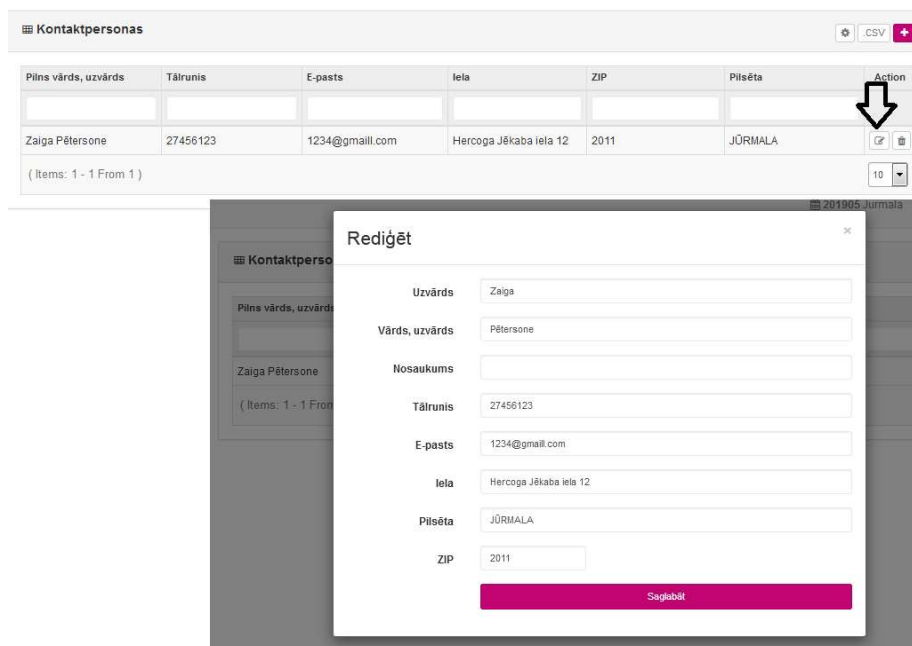 Kontaktpersonas
.CSV
Pilns vārds, uzvārds Tālrunis E-pasts Iela ZIP Pilsēta Action
Zaiga Pētersone 27456123 1234@gmaill.com Hercoga Jēkaba iela 12 2011 JŪRMALA
( Items: 1 - 1 From 1 ) 10
201905 Jurmala
Rediģēt ×
Kontaktperso
Uzvārds Zaiga
Pilns vārds, uzvārds
Vārds, uzvārds Pētersone
Zaiga Pētersone
Nosaukums
( Items: 1 - 1 From
Tālrunis 27456123
E-pasts 1234@gmaill.com
Iela Hercoga Jēkaba iela 12
Pilsēta JŪRMALA
ZIP 2011
Saglabāt